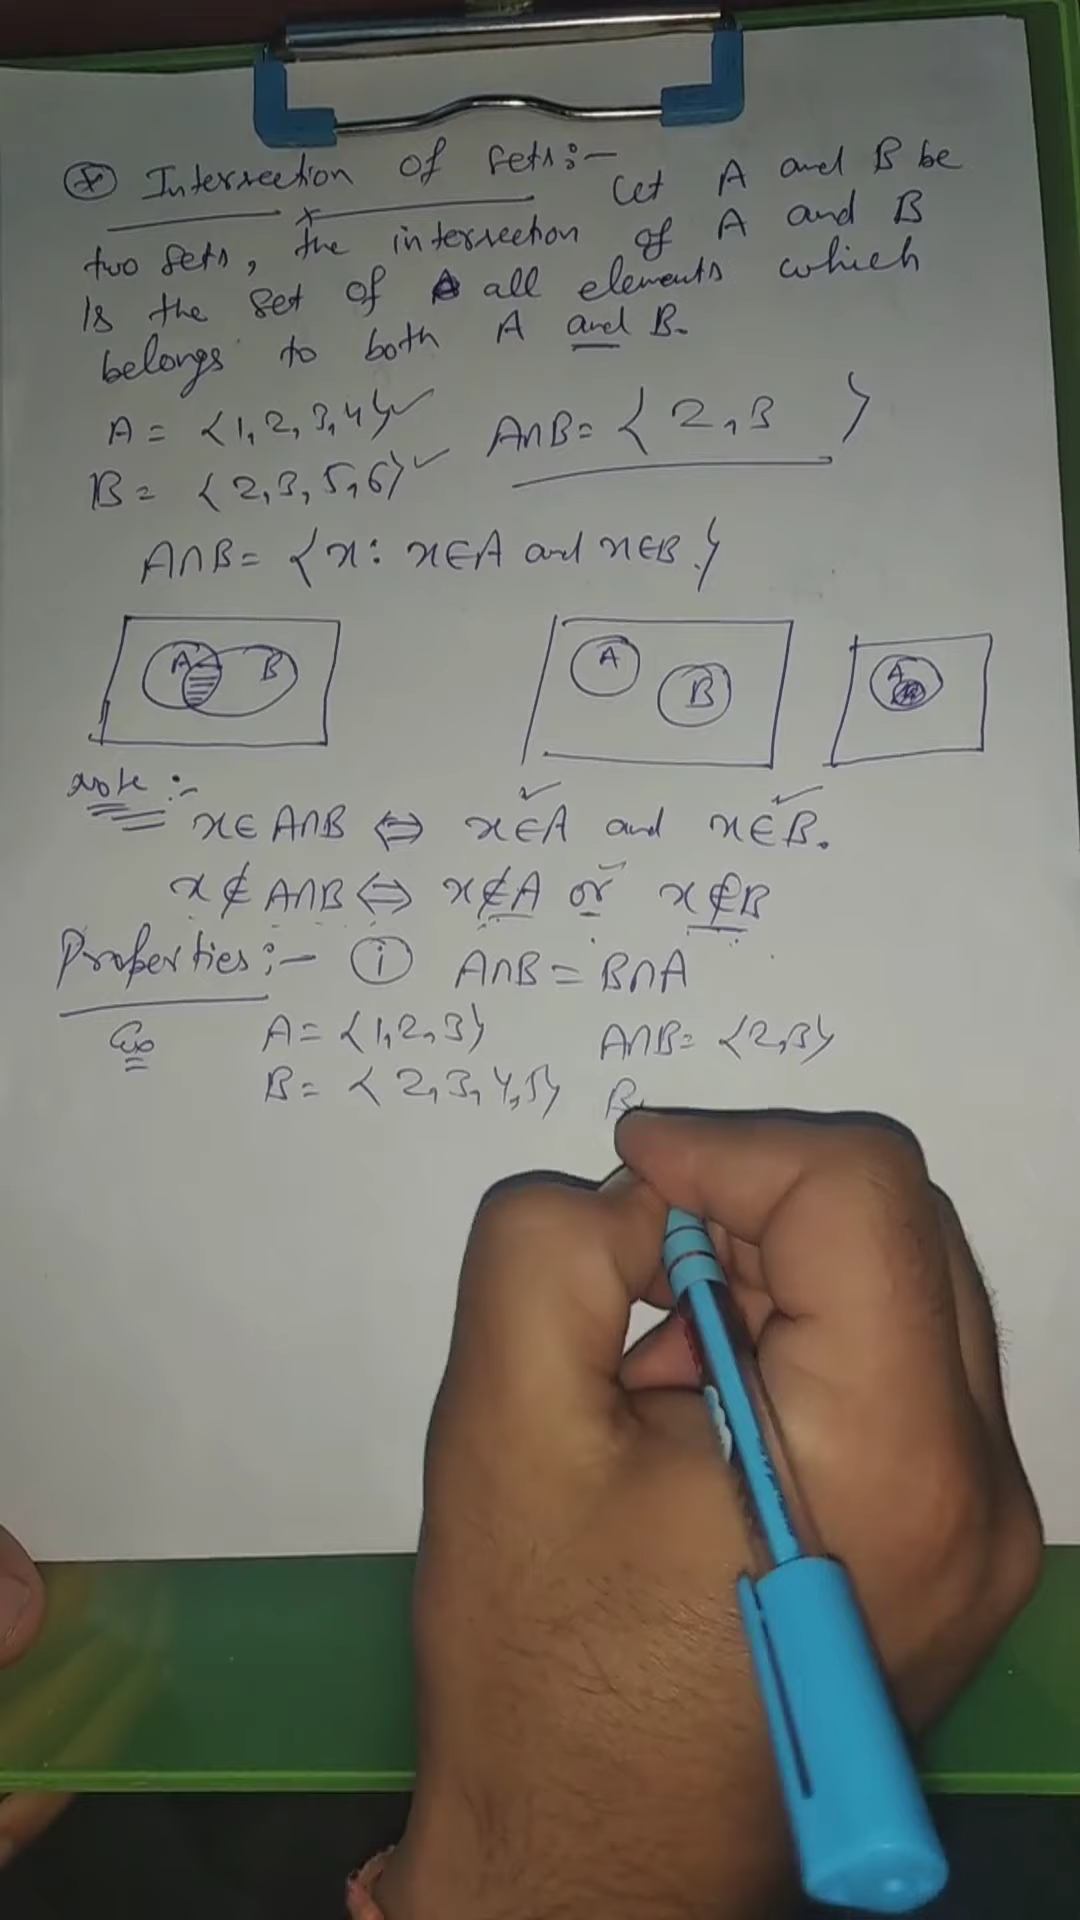 Intersection of sets:- Let A and B be
two sets, the intersection of A and B
is the set of all elements which
belongs to both A and B.
A = {1,2,3,4} ✓ A∩B = { 2,3 }
B = {2,3,5,6} ✓
A∩B = {x: x∈A and x∈B.}
A B
A B
A
note:-
x∈A∩B ⇔ x∈A and x∈B.
x∉A∩B ⇔ x∉A or x∉B
Properties:- (i) A∩B = B∩A
A = {1,2,3} A∩B = {2,3}
B = {2,3,4,5} B